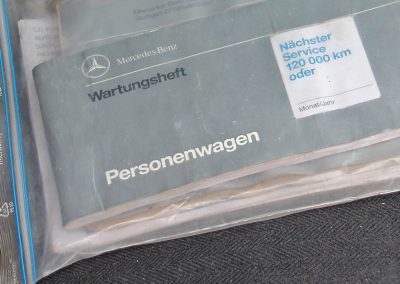 Mercedes-Benz
Wartungsheft
Personenwagen
Nächster
Service
120 000 km
oder
Monat/Jahr